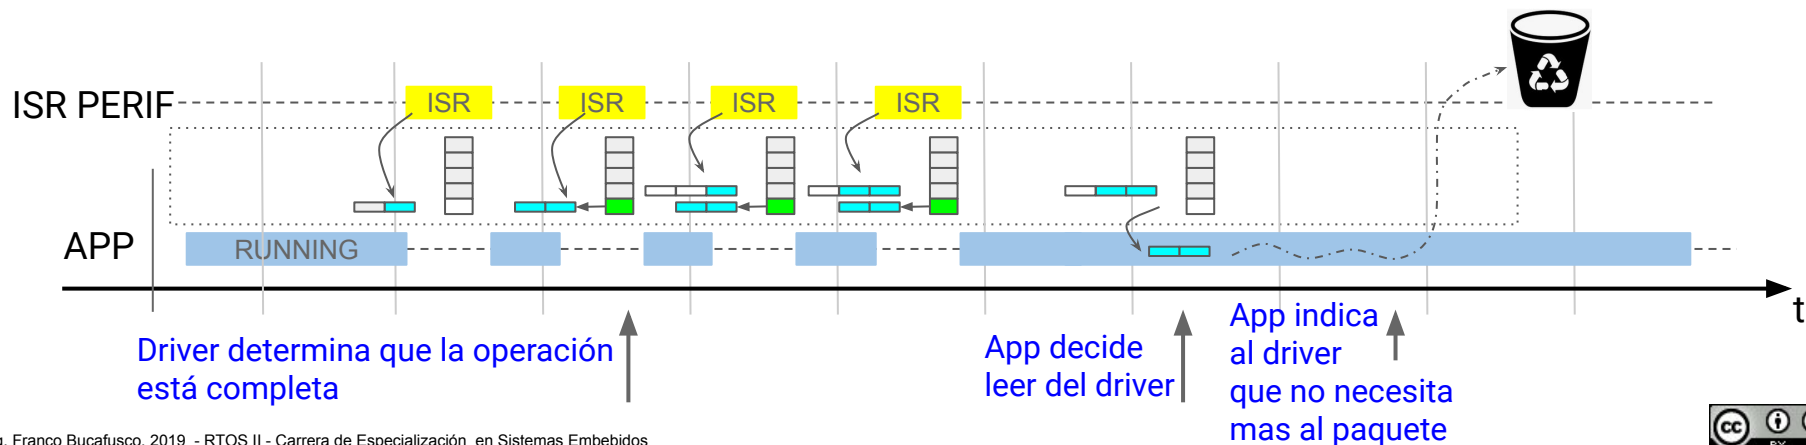 ISR PERIF
ISR
ISR
ISR
ISR
APP
RUNNING
t
Driver determina que la operación
está completa
App decide
leer del driver
App indica
al driver
que no necesita
mas al paquete
Franco Bucafusco, 2019 - RTOS II - Carrera de Especialización en Sistemas Embebidos
cc
BY